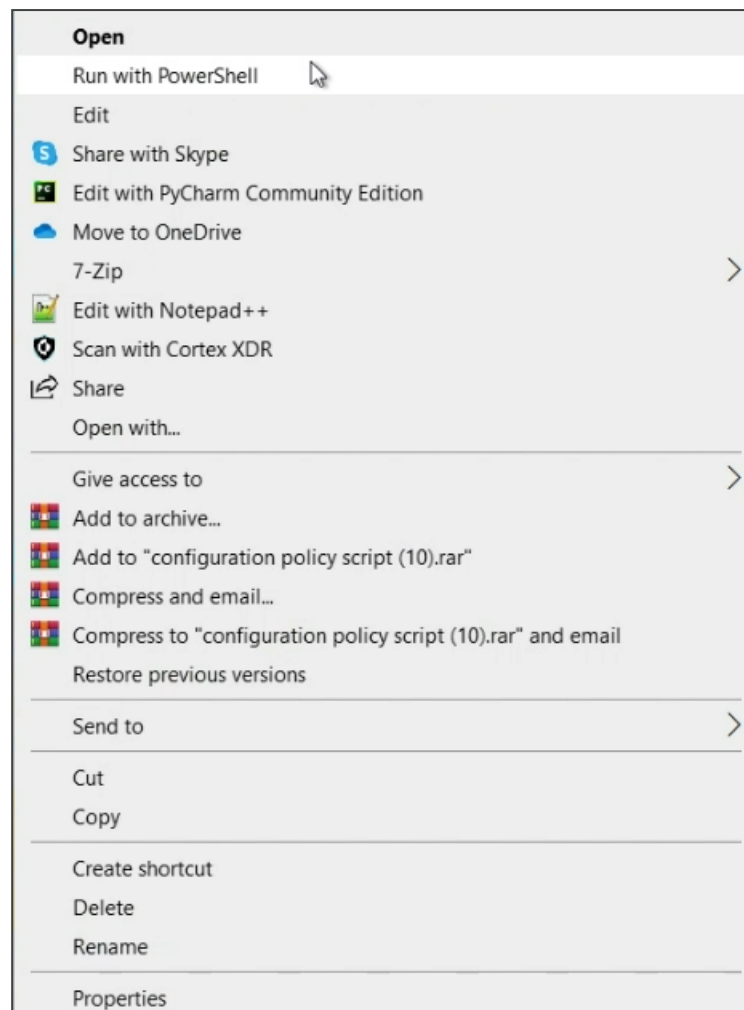 Open
Run with PowerShell
Edit
Share with Skype
Edit with PyCharm Community Edition
Move to OneDrive
7-Zip
Edit with Notepad++
Scan with Cortex XDR
Share
Open with...
Give access to
Add to archive...
Add to "configuration policy script (10).rar"
Compress and email...
Compress to "configuration policy script (10).rar" and email
Restore previous versions
Send to
Cut
Copy
Create shortcut
Delete
Rename
Properties